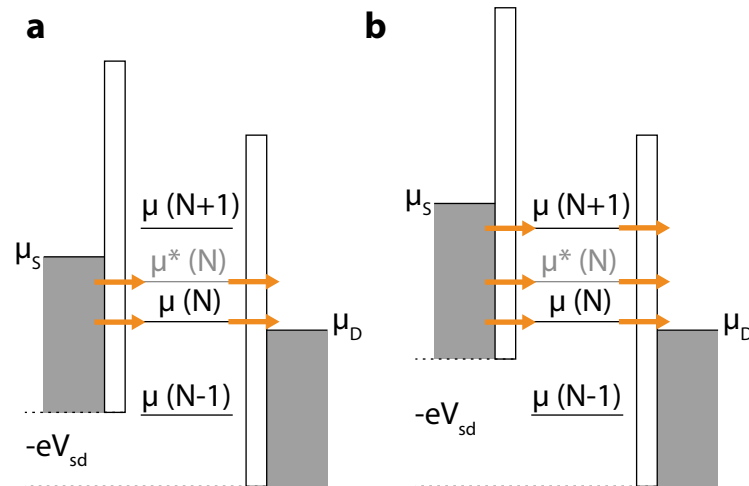 a
μ (N+1)
μS
μ* (N)
μ (N)
μD
μ (N-1)
-eVsd
b
μS
μ (N+1)
μ* (N)
μ (N)
μD
μ (N-1)
-eVsd